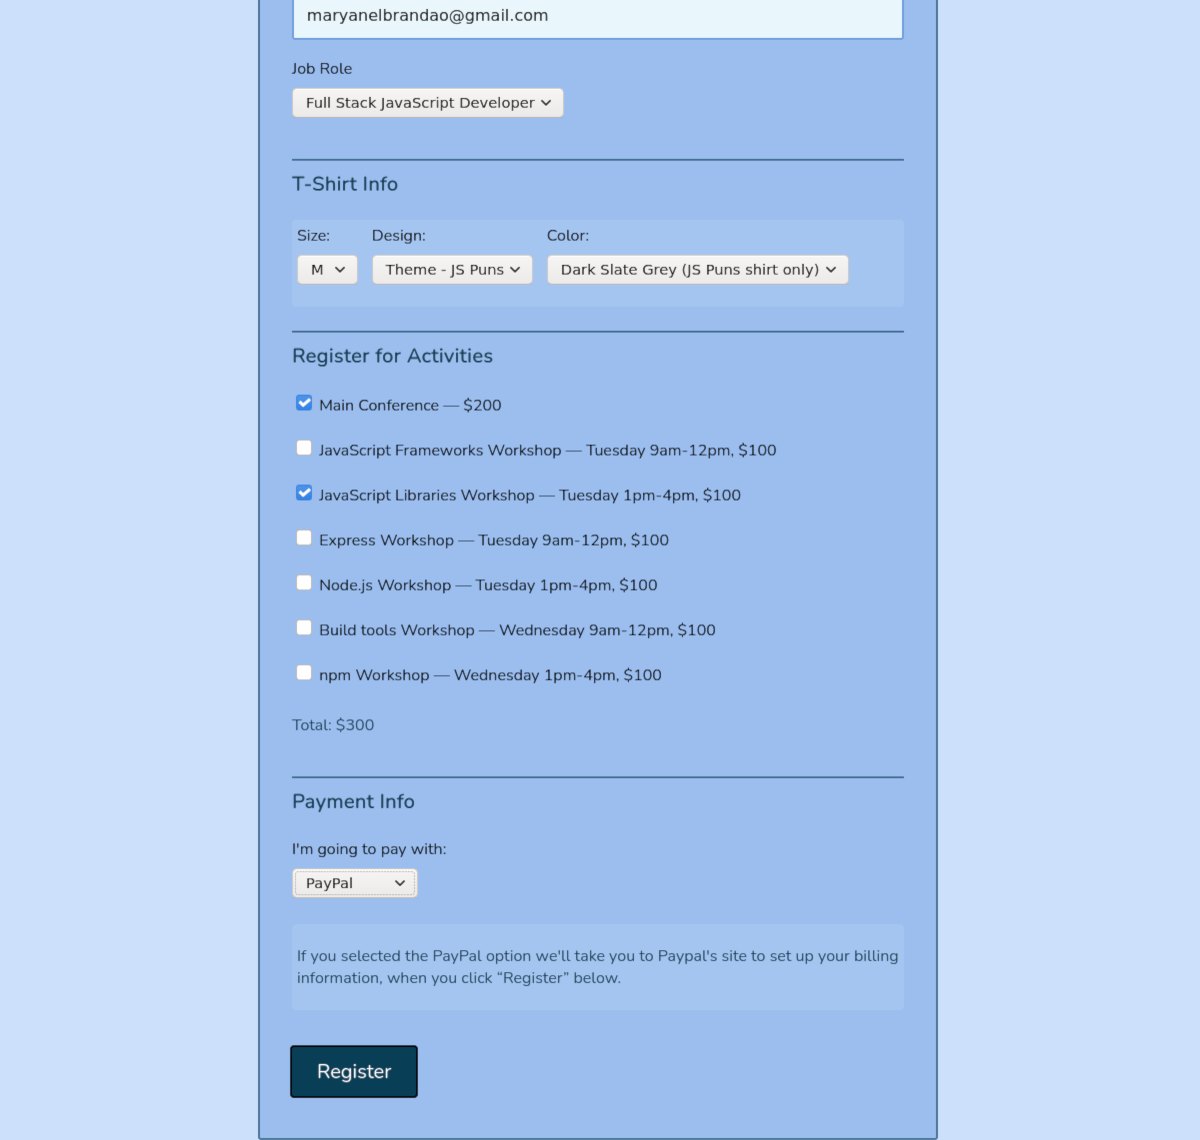 maryanelbrandao@gmail.com
Job Role
Full Stack JavaScript Developer
T-Shirt Info
Size: Design: Color:
M Theme - JS Puns Dark Slate Grey (JS Puns shirt only)
Register for Activities
Main Conference — $200
JavaScript Frameworks Workshop — Tuesday 9am-12pm, $100
JavaScript Libraries Workshop — Tuesday 1pm-4pm, $100
Express Workshop — Tuesday 9am-12pm, $100
Node.js Workshop — Tuesday 1pm-4pm, $100
Build tools Workshop — Wednesday 9am-12pm, $100
npm Workshop — Wednesday 1pm-4pm, $100
Total: $300
Payment Info
I'm going to pay with:
PayPal
If you selected the PayPal option we'll take you to Paypal's site to set up your billing
information, when you click “Register” below.
Register